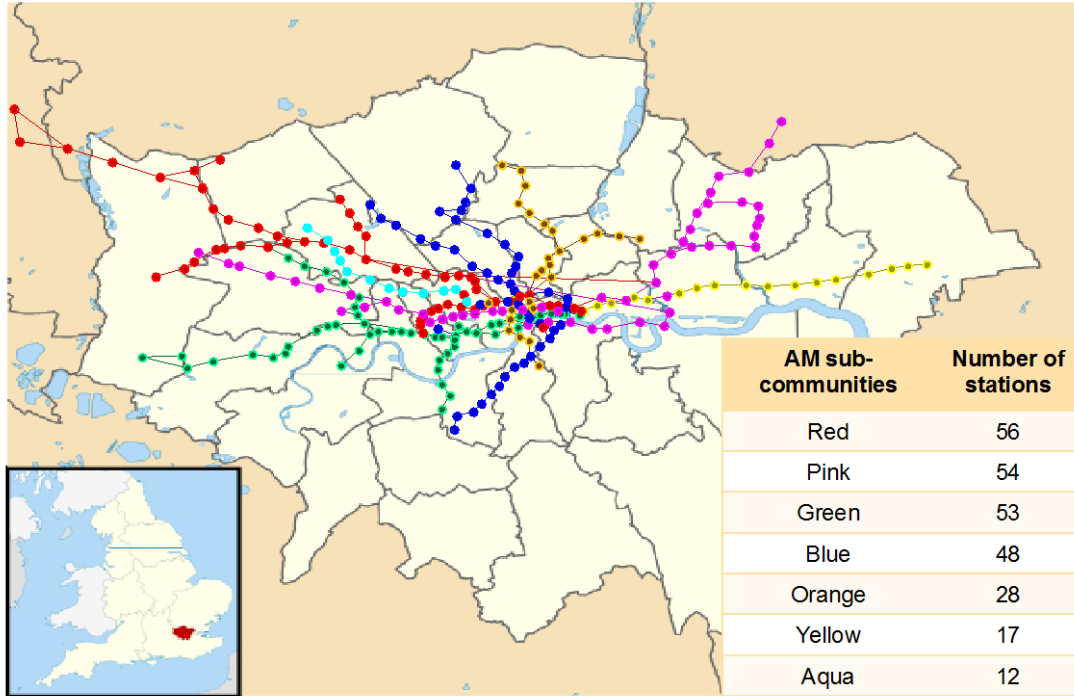 AM sub-
communities
Number of
stations
Red 56
Pink 54
Green 53
Blue 48
Orange 28
Yellow 17
Aqua 12